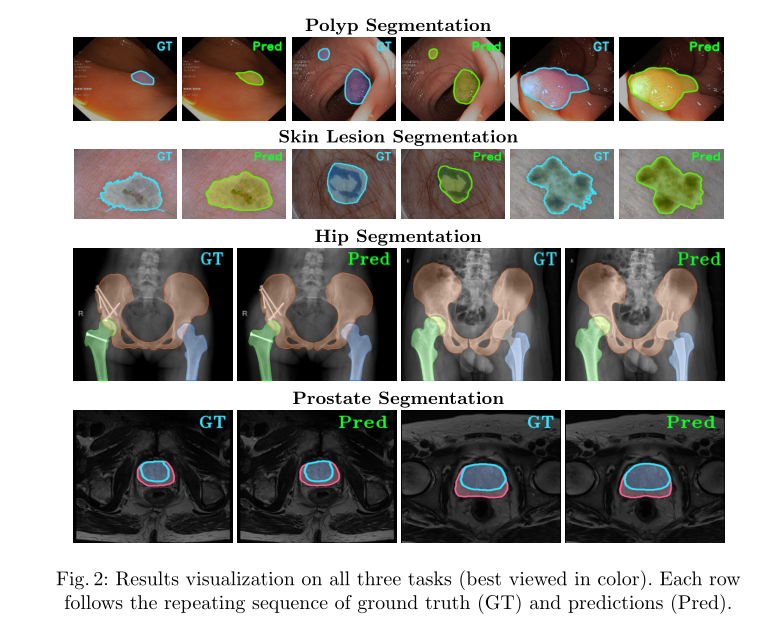 Polyp Segmentation
GT Pred GT Pred GT Pred
Skin Lesion Segmentation
GT Pred GT Pred GT Pred
Hip Segmentation
GT Pred GT Pred
R R
Prostate Segmentation
GT Pred GT Pred
Fig. 2: Results visualization on all three tasks (best viewed in color). Each row
follows the repeating sequence of ground truth (GT) and predictions (Pred).